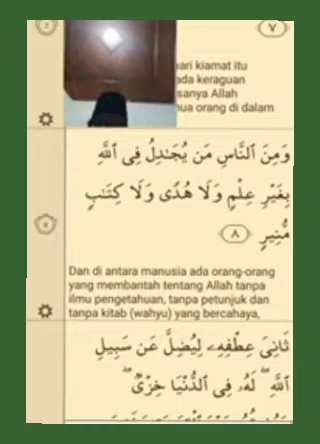 ٧
hari kiamat itu
ada keraguan
sanya Allah
nua orang di dalam
وَمِنَ ٱلنَّاسِ مَن يُجَـٰدِلُ فِى ٱللَّهِ
بِغَيْرِ عِلْمٍ وَلَا هُدًى وَلَا كِتَـٰبٍ
مُّنِيرٍ ٨
Dan di antara manusia ada orang-orang
yang membantah tentang Allah tanpa
ilmu pengetahuan, tanpa petunjuk dan
tanpa kitab (wahyu) yang bercahaya,
ثَانِىَ عِطْفِهِۦ لِيُضِلَّ عَن سَبِيلِ
ٱللَّهِ ۖ لَهُۥ فِى ٱلدُّنْيَا خِزْىٌ ۖ